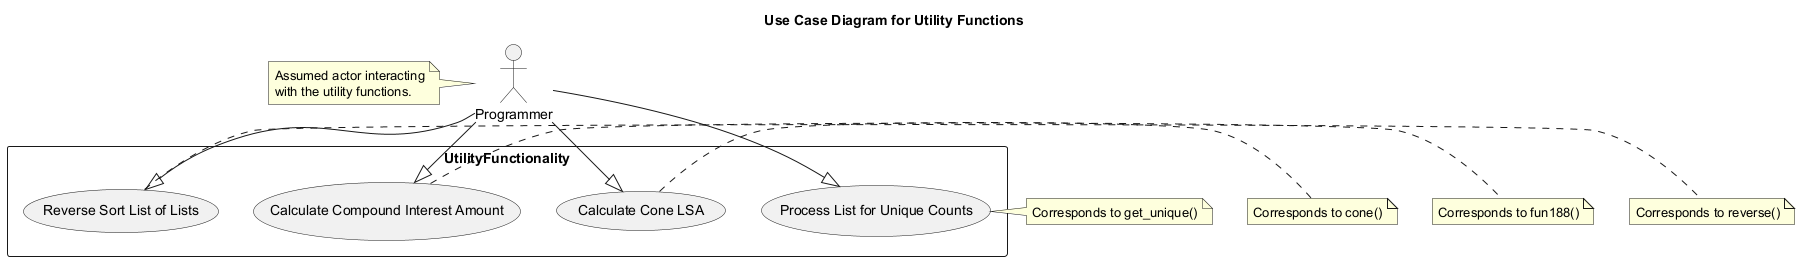 Use Case Diagram for Utility Functions
Assumed actor interacting
with the utility functions.
Programmer
UtilityFunctionality
Reverse Sort List of Lists
Calculate Compound Interest Amount
Calculate Cone LSA
Process List for Unique Counts
Corresponds to get_unique()
Corresponds to cone()
Corresponds to fun188()
Corresponds to reverse()